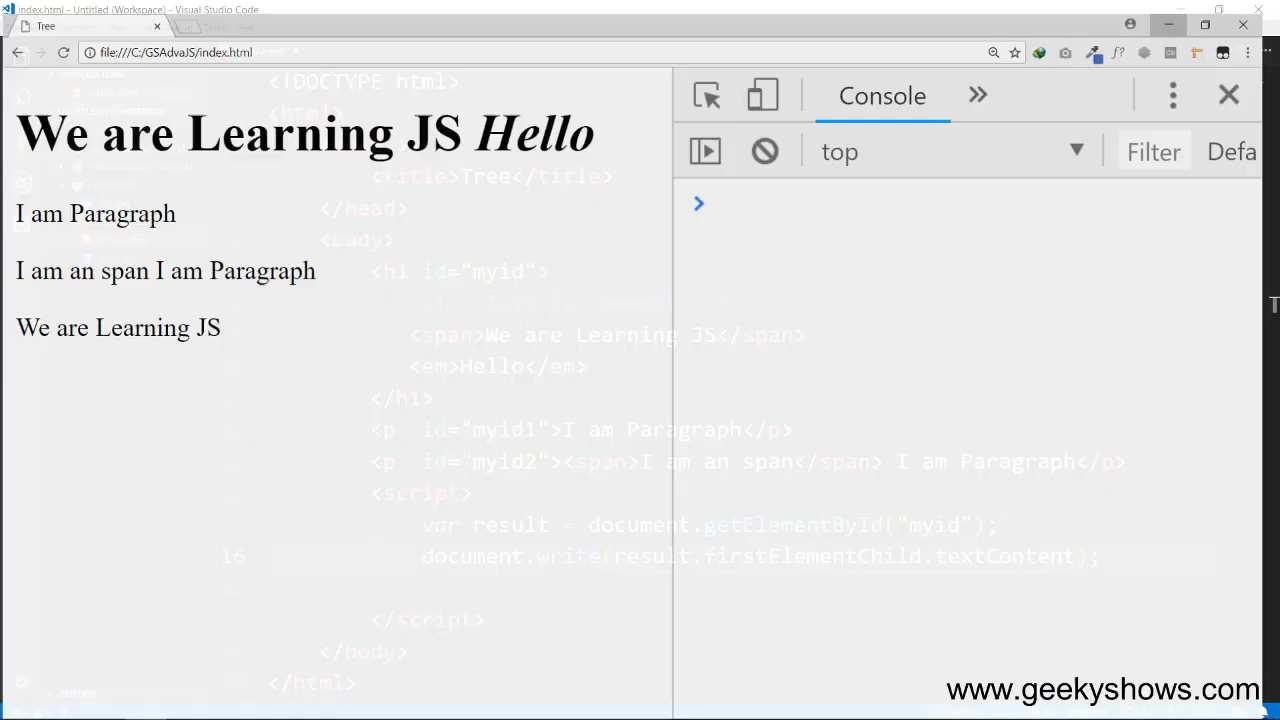 index.html - Untitled (Workspace) - Visual Studio Code
Tree
file:///C:/GSAdvaJS/index.html
Console
top
Filter
Defa
We are Learning JS Hello
I am Paragraph
I am an span I am Paragraph
We are Learning JS
<!DOCTYPE html>
<html>
<title>Tree</title>
</head>
<body>
<h1 id="myid">
<span>We are Learning JS</span>
<em>Hello</em>
</h1>
<p id="myid1">I am Paragraph</p>
<p id="myid2"><span>I am an span</span> I am Paragraph</p>
<script>
var result = document.getElementById("myid");
16 document.write(result.firstElementChild.textContent);
</script>
</body>
</html>
www.geekyshows.com